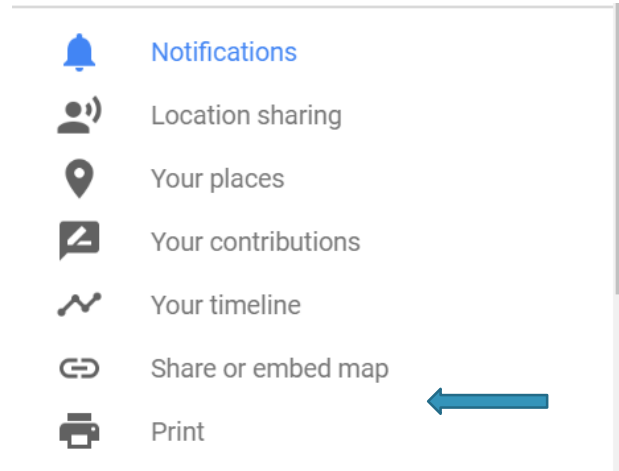 Notifications
Location sharing
Your places
Your contributions
Your timeline
Share or embed map
Print